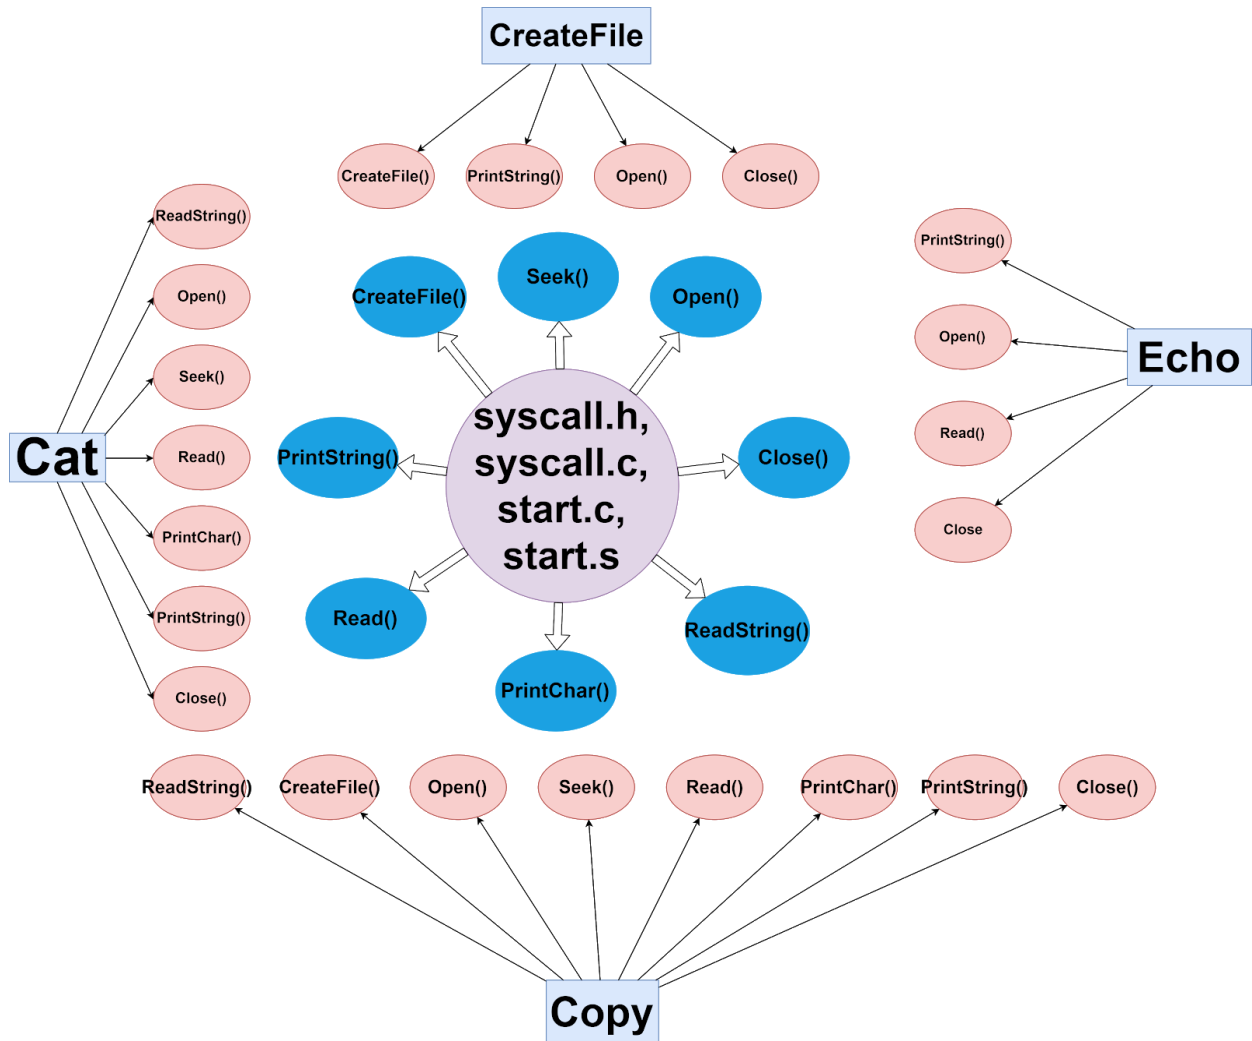 CreateFile
CreateFile()
PrintString()
Open()
Close()
ReadString()
Open()
Seek()
Read()
PrintChar()
PrintString()
Close()
Cat
CreateFile()
Seek()
Open()
PrintString()
Close()
Read()
ReadString()
PrintChar()
syscall.h,
syscall.c,
start.c,
start.s
PrintString()
Open()
Read()
Close
Echo
ReadString()
CreateFile()
Open()
Seek()
Read()
PrintChar()
PrintString()
Close()
Copy